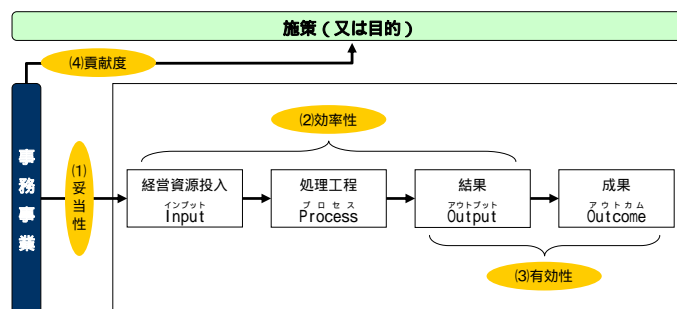 施策（又は目的）
⑷貢献度
事務事業
⑴妥当性
⑵効率性
経営資源投入
インプット
Input
処理工程
プロセス
Process
結果
アウトプット
Output
成果
アウトカム
Outcome
⑶有効性